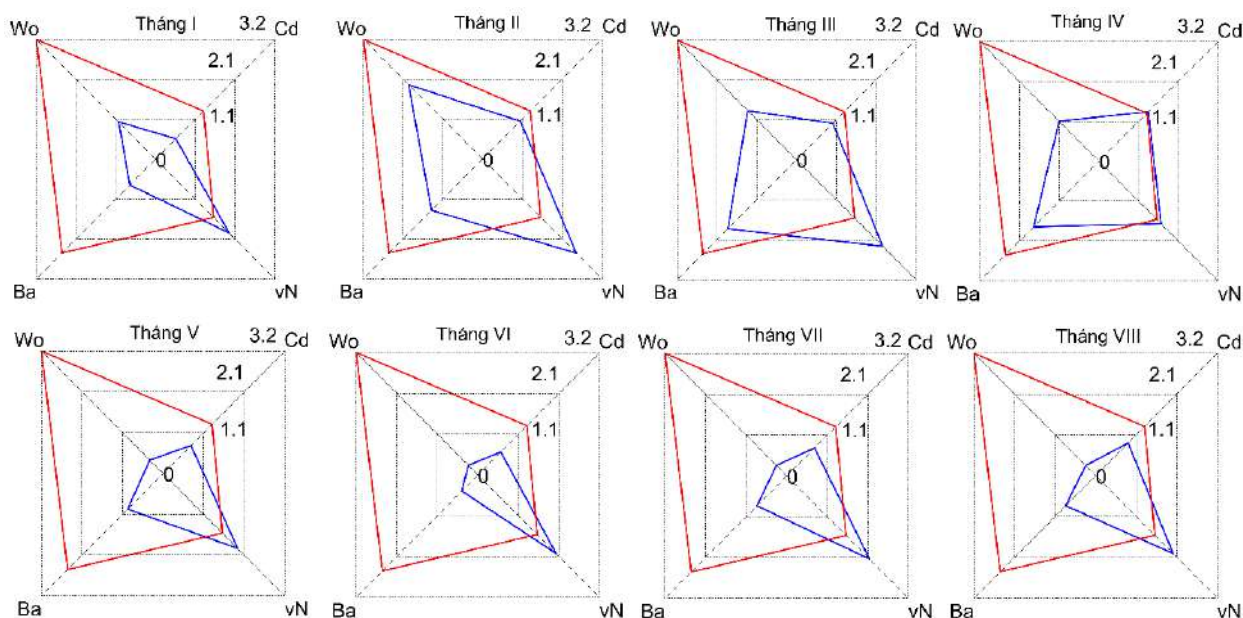 Wo Tháng I 3.2 Cd
2.1
1.1
0
Ba vN
Wo Tháng II 3.2 Cd
2.1
1.1
0
Ba vN
Wo Tháng III 3.2 Cd
2.1
1.1
0
Ba vN
Wo Tháng IV 3.2 Cd
2.1
1.1
0
Ba vN
Wo Tháng V 3.2 Cd
2.1
1.1
0
Ba vN
Wo Tháng VI 3.2 Cd
2.1
1.1
0
Ba vN
Wo Tháng VII 3.2 Cd
2.1
1.1
0
Ba vN
Wo Tháng VIII 3.2 Cd
2.1
1.1
0
Ba vN